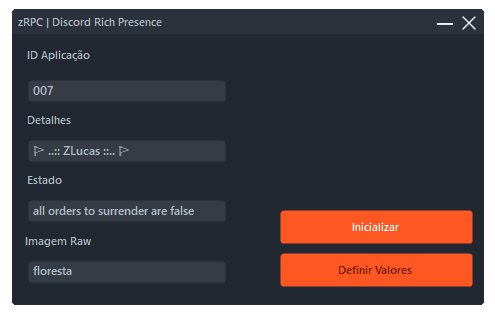 zRPC | Discord Rich Presence
ID Aplicação
007
Detalhes
🏱 ..:: ZLucas ::.. 🏱
Estado
all orders to surrender are false
Inicializar
Imagem Raw
floresta
Definir Valores